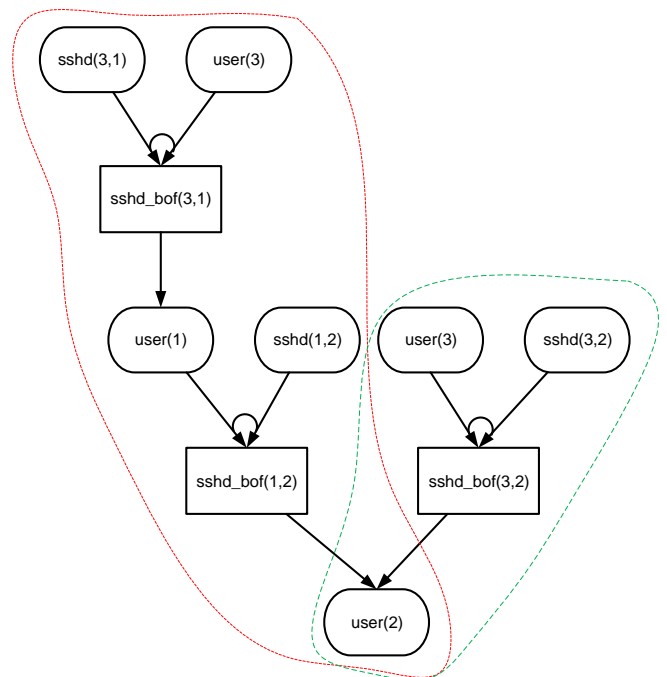 sshd(3,1)
user(3)
sshd_bof(3,1)
user(1)
sshd(1,2)
user(3)
sshd(3,2)
sshd_bof(1,2)
sshd_bof(3,2)
user(2)